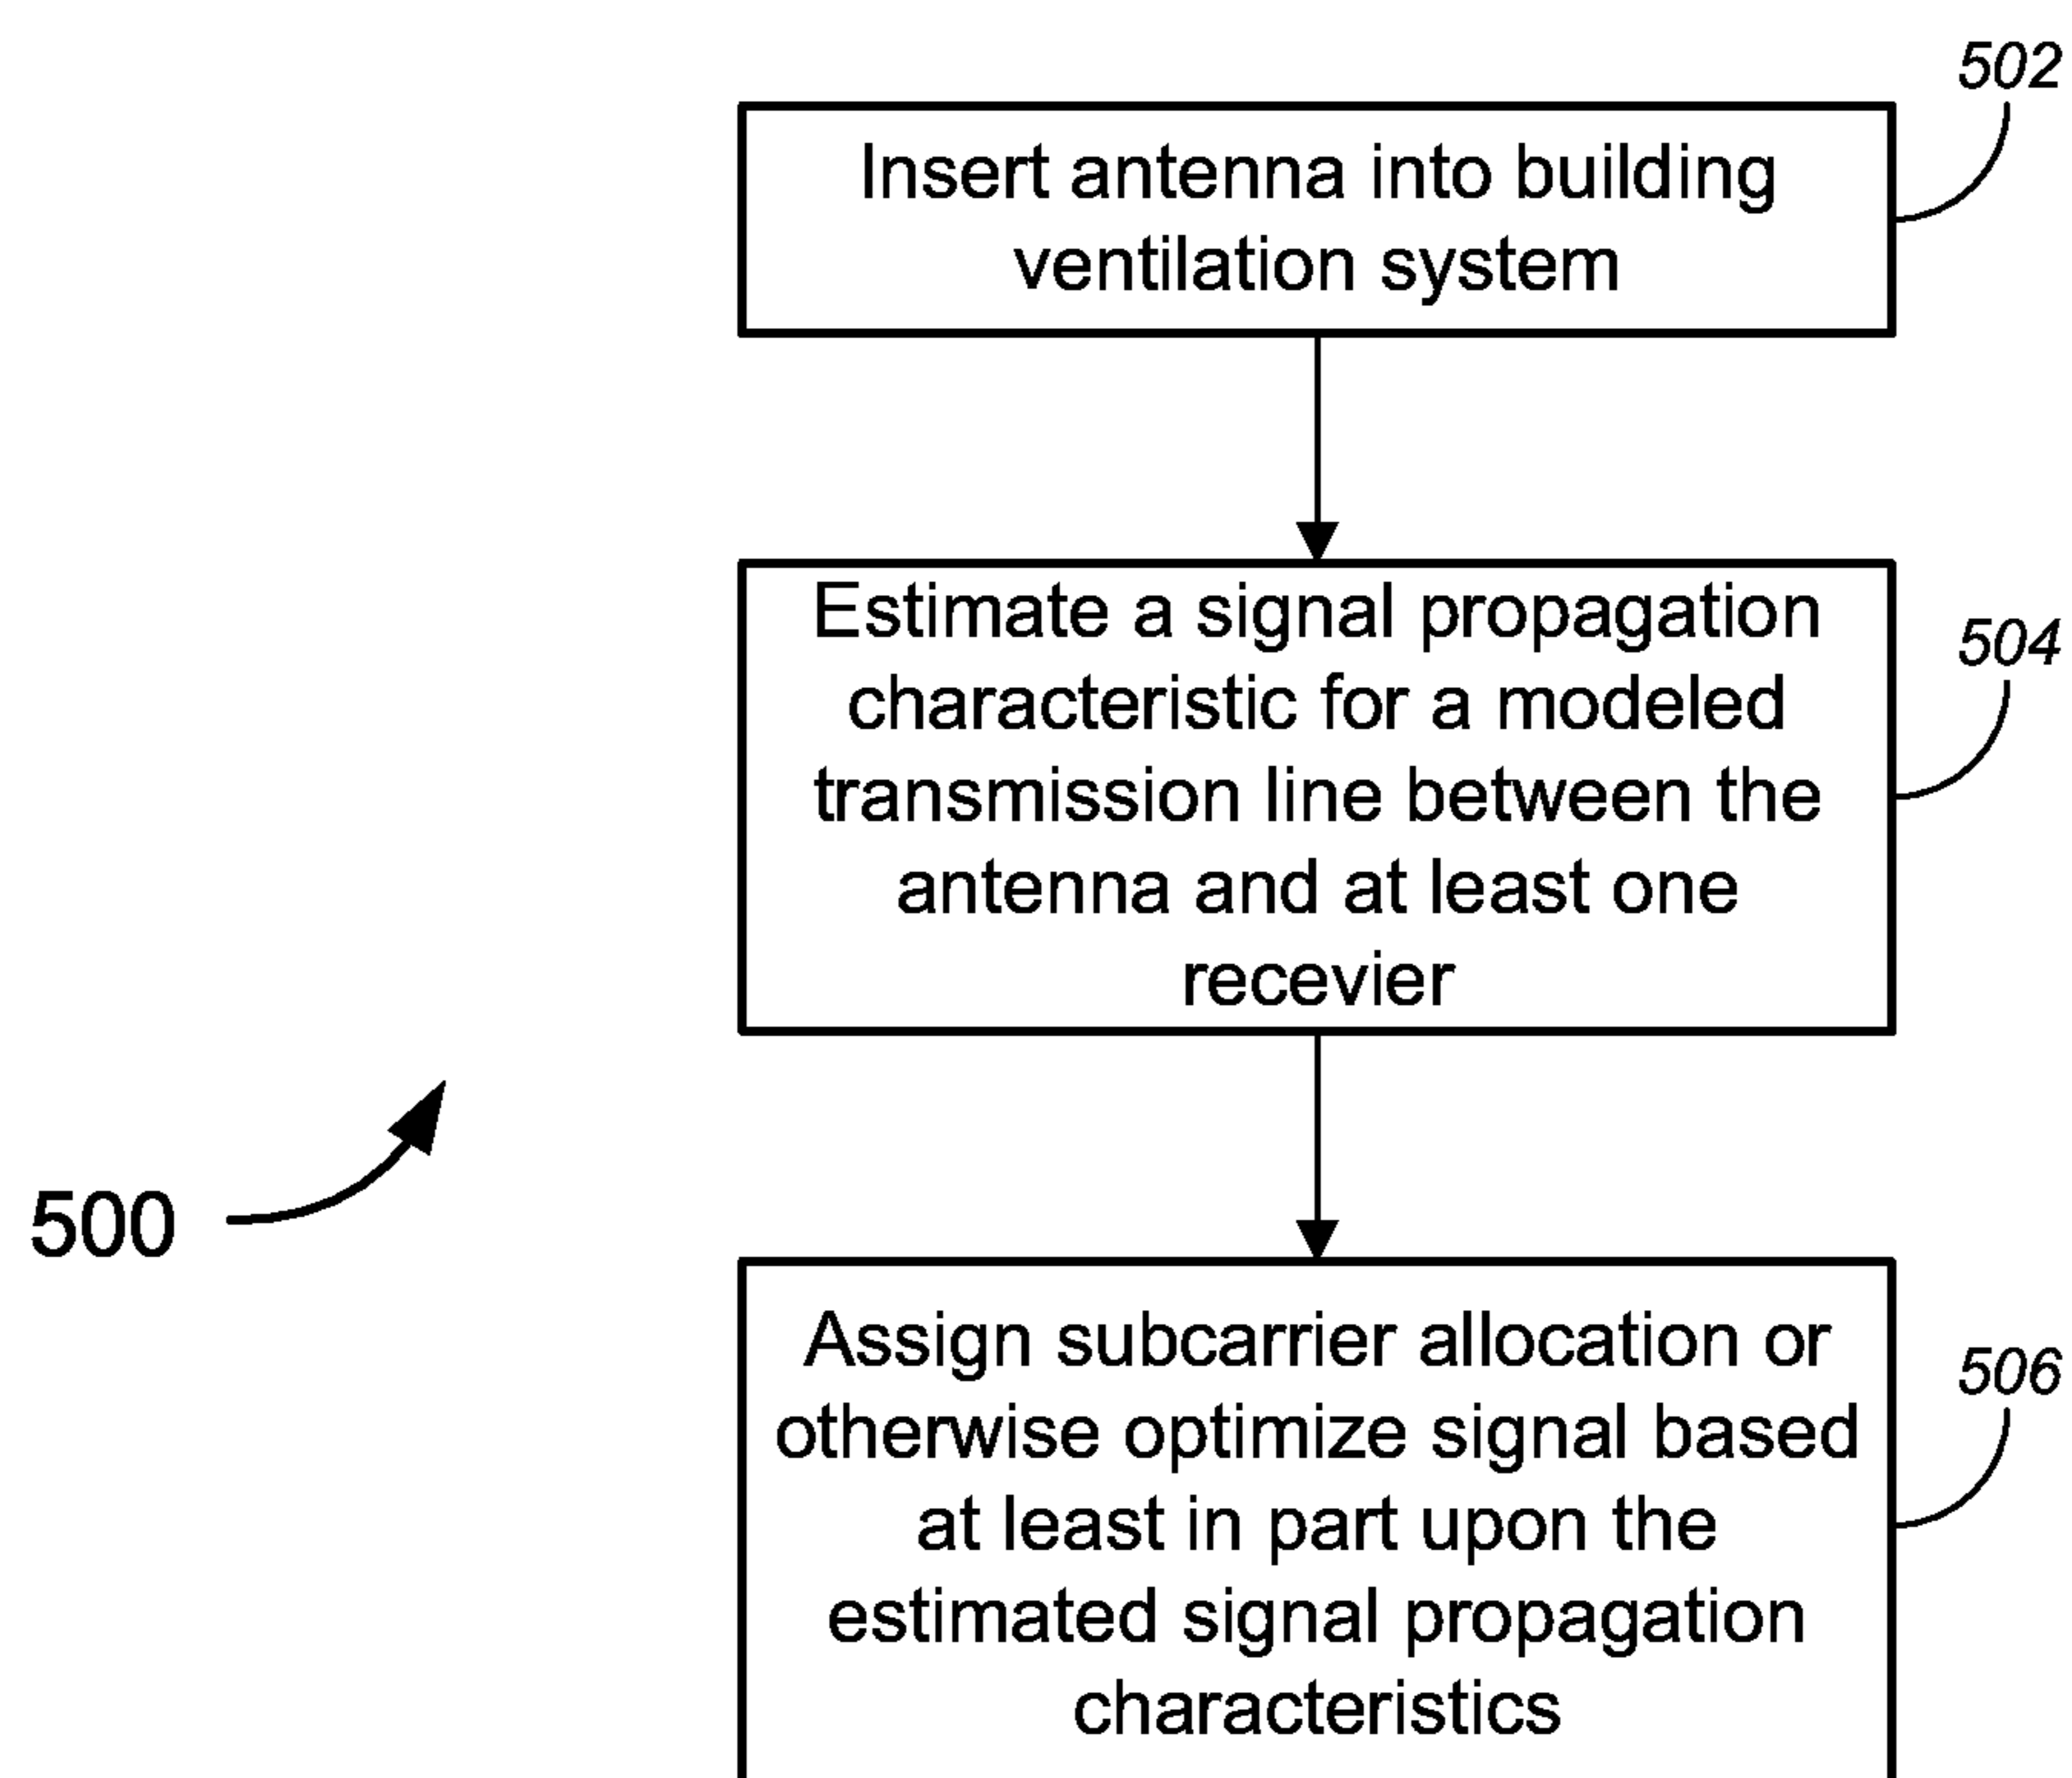 502
Insert antenna into building
ventilation system
504
Estimate a signal propagation
characteristic for a modeled
transmission line between the
antenna and at least one
recevier
500
506
Assign subcarrier allocation or
otherwise optimize signal based
at least in part upon the
estimated signal propagation
characteristics